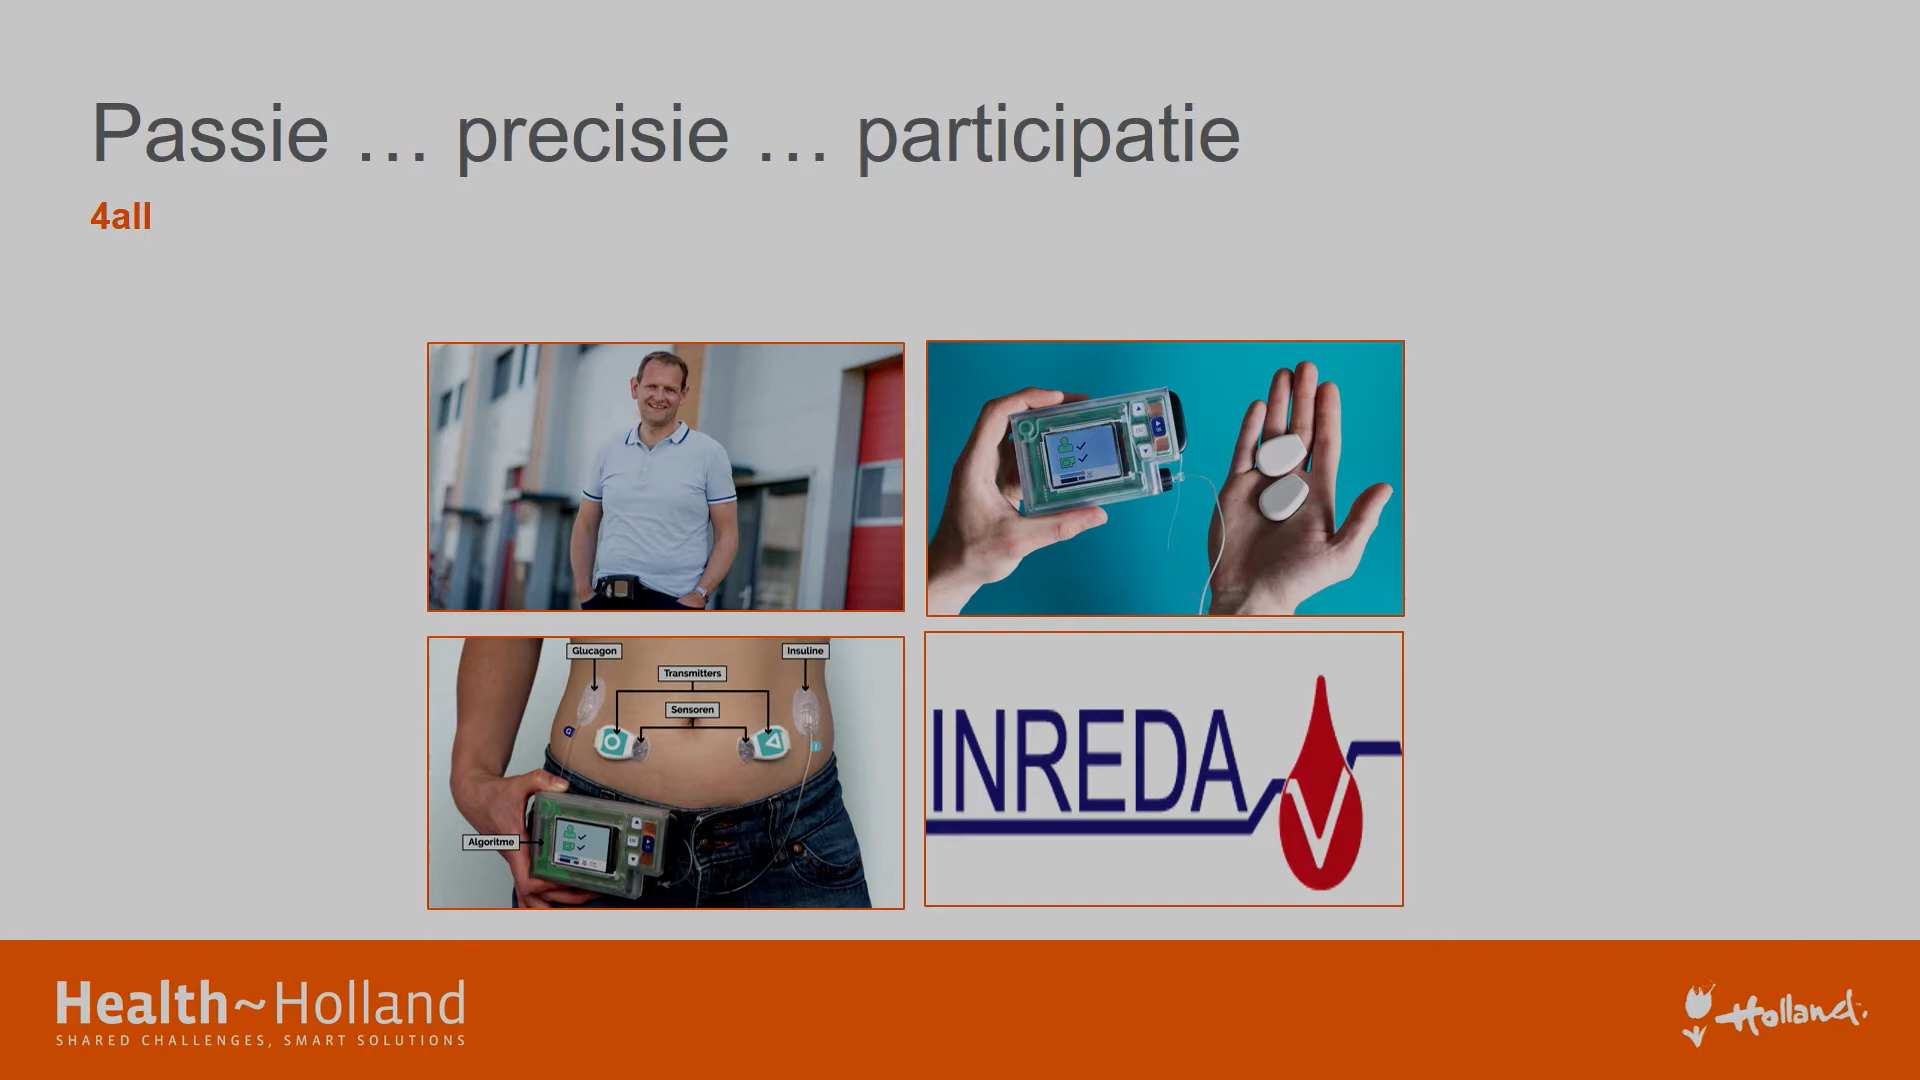 Passie … precisie … participatie
4all
Glucagon
Insuline
Transmitters
Sensoren
G
I
Algoritme
INREDA
Health~Holland
SHARED CHALLENGES, SMART SOLUTIONS
Holland.